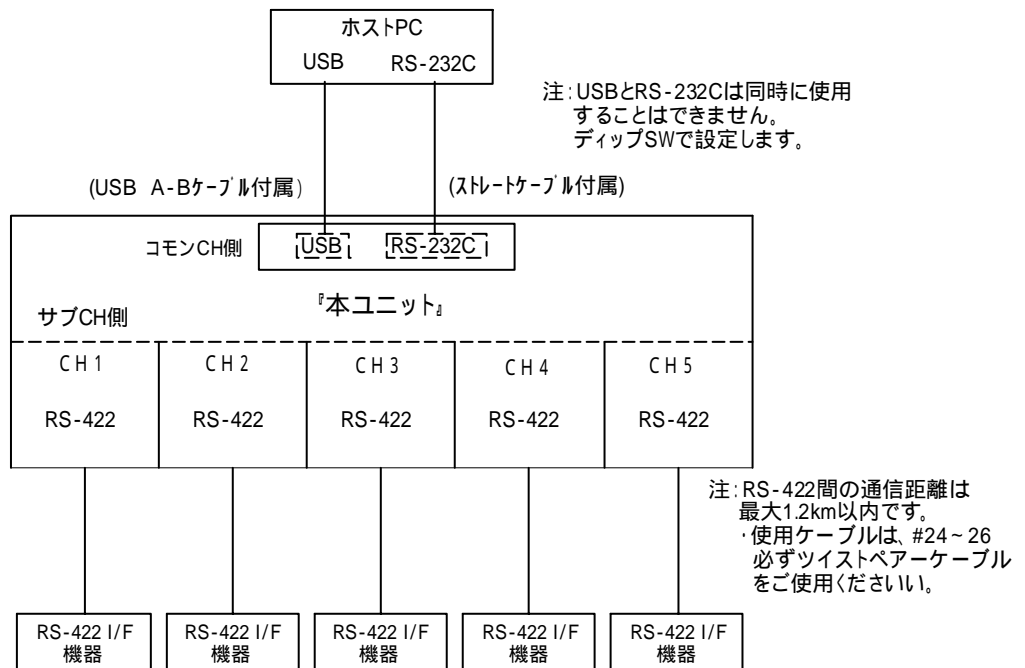 ホストPC
USB RS-232C
注:USBとRS-232Cは同時に使用
することはできません。
ディップSWで設定します。
(USB A-Bケーブル付属)
(ストレートケーブル付属)
コモンCH側
USB RS-232C
『本ユニット』
サブCH側
CH1 CH2 CH3 CH4 CH5
RS-422 RS-422 RS-422 RS-422 RS-422
注:RS-422間の通信距離は
最大1.2km以内です。
・使用ケーブルは、#24~26
必ずツイストペアーケーブル
をご使用くださいい。
RS-422 I/F RS-422 I/F RS-422 I/F RS-422 I/F RS-422 I/F
機器 機器 機器 機器 機器